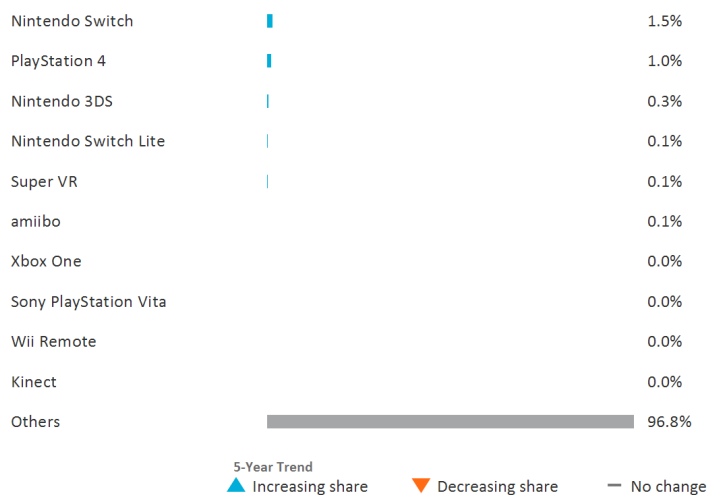 Nintendo Switch 1.5%
PlayStation 4 1.0%
Nintendo 3DS 0.3%
Nintendo Switch Lite 0.1%
Super VR 0.1%
amiibo 0.1%
Xbox One 0.0%
Sony PlayStation Vita 0.0%
Wii Remote 0.0%
Kinect 0.0%
Others 96.8%
5-Year Trend
Increasing share Decreasing share No change